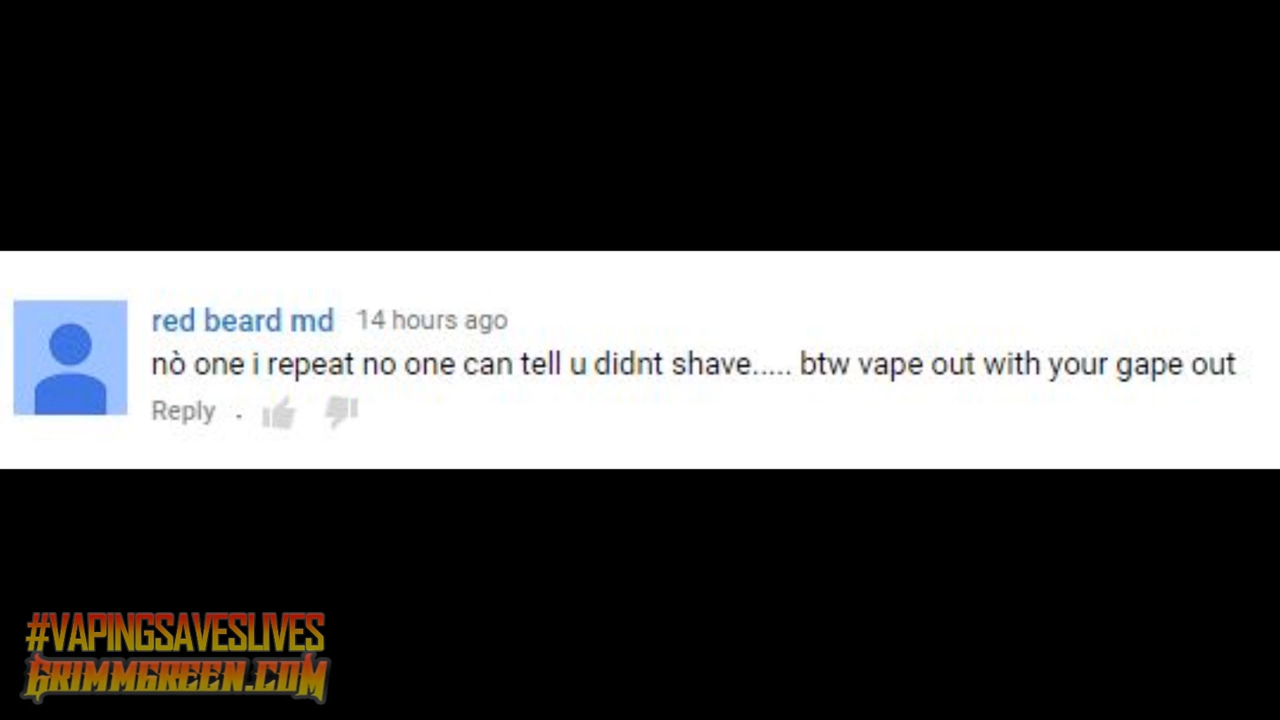 red beard md 14 hours ago
nò one i repeat no one can tell u didnt shave..... btw vape out with your gape out
Reply .
#VAPINGSAVESLIVES
GRIMMGREEN.COM